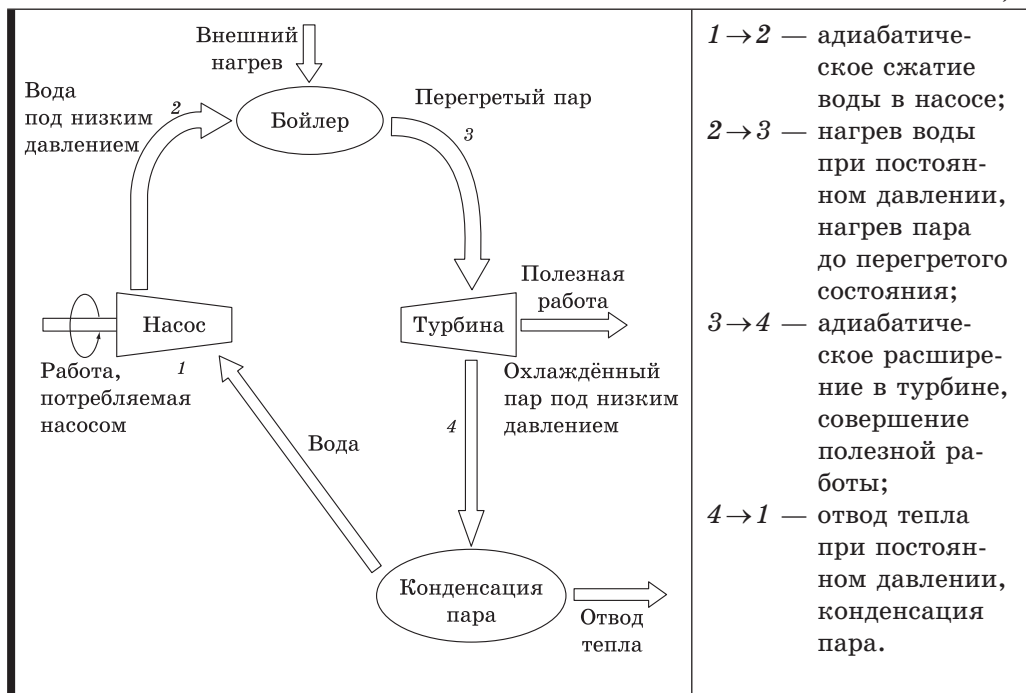 Внешний
нагрев
Вода
под низким
давлением
2
Бойлер
Перегретый пар
3
Насос
1
Работа,
потребляемая
насосом
Турбина
Полезная
работа
Охлаждённый
пар под низким
давлением
4
Вода
Конденсация
пара
Отвод
тепла
1→2 — адиабатиче-
ское сжатие
воды в насосе;
2→3 — нагрев воды
при постоян-
ном давлении,
нагрев пара
до перегретого
состояния;
3→4 — адиабатиче-
ское расшире-
ние в турбине,
совершение
полезной ра-
боты;
4→1 — отвод тепла
при постоян-
ном давлении,
конденсация
пара.